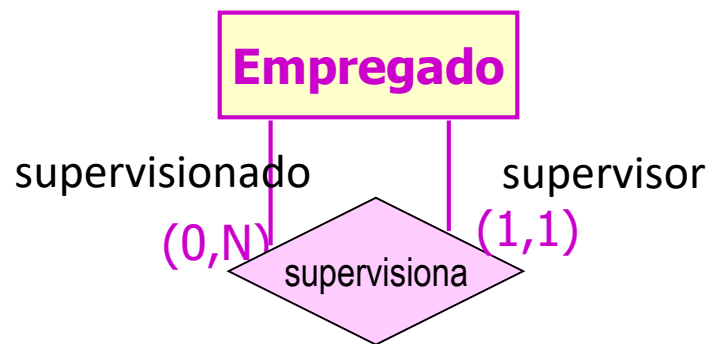 Empregado
supervisionado
supervisor
(0,N)
(1,1)
supervisiona